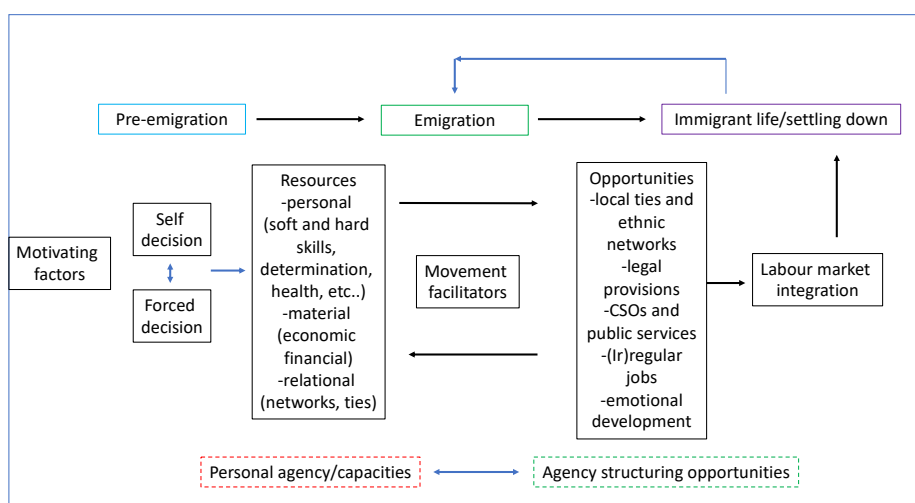 Pre-emigration
Emigration
Immigrant life/settling down
Motivating
factors
Self
decision
Forced
decision
Resources
-personal
(soft and hard
skills,
determination,
health, etc..)
-material
(economic
financial)
-relational
(networks, ties)
Movement
facilitators
Opportunities
-local ties and
ethnic
networks
-legal
provisions
-CSOs and
public services
-(Ir)regular
jobs
-emotional
development
Labour market
integration
Personal agency/capacities
Agency structuring opportunities